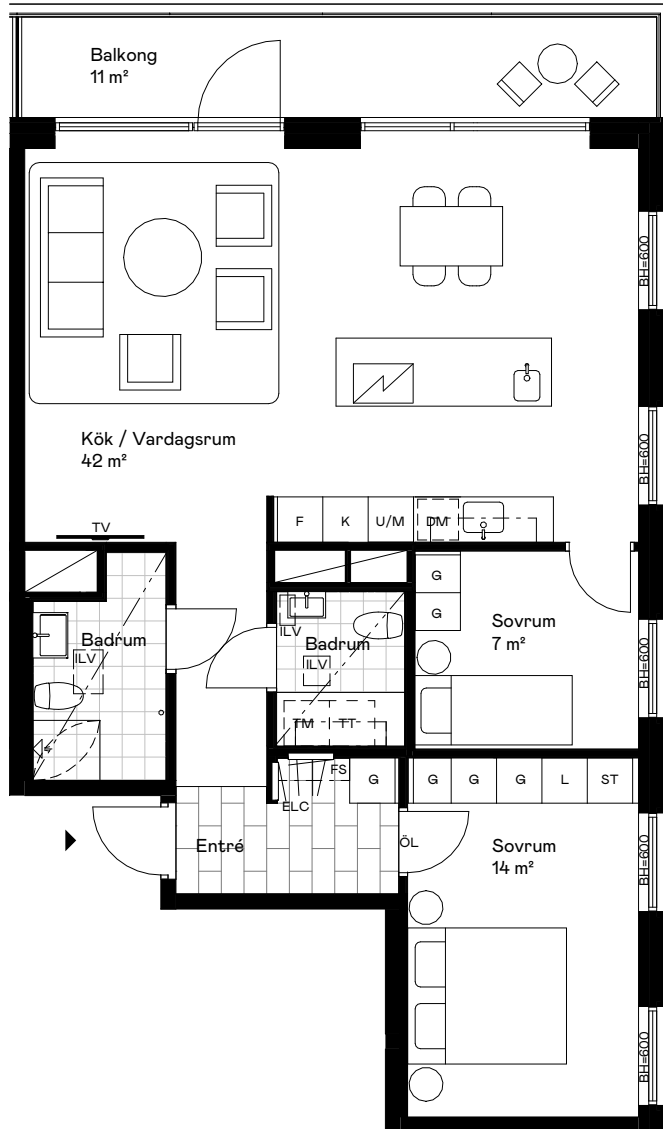 Balkong
11 m²
BH=600
Kök / Vardagsrum
42 m²
BH=600
TV
F
K
U/M
DM
G
G
Sovrum
7 m²
BH=600
Badrum
ILV
ILV
Badrum
ILV
TM
TT
FS
G
ELC
G
G
G
L
ST
Entré
ÖL
Sovrum
14 m²
BH=600
BH=600